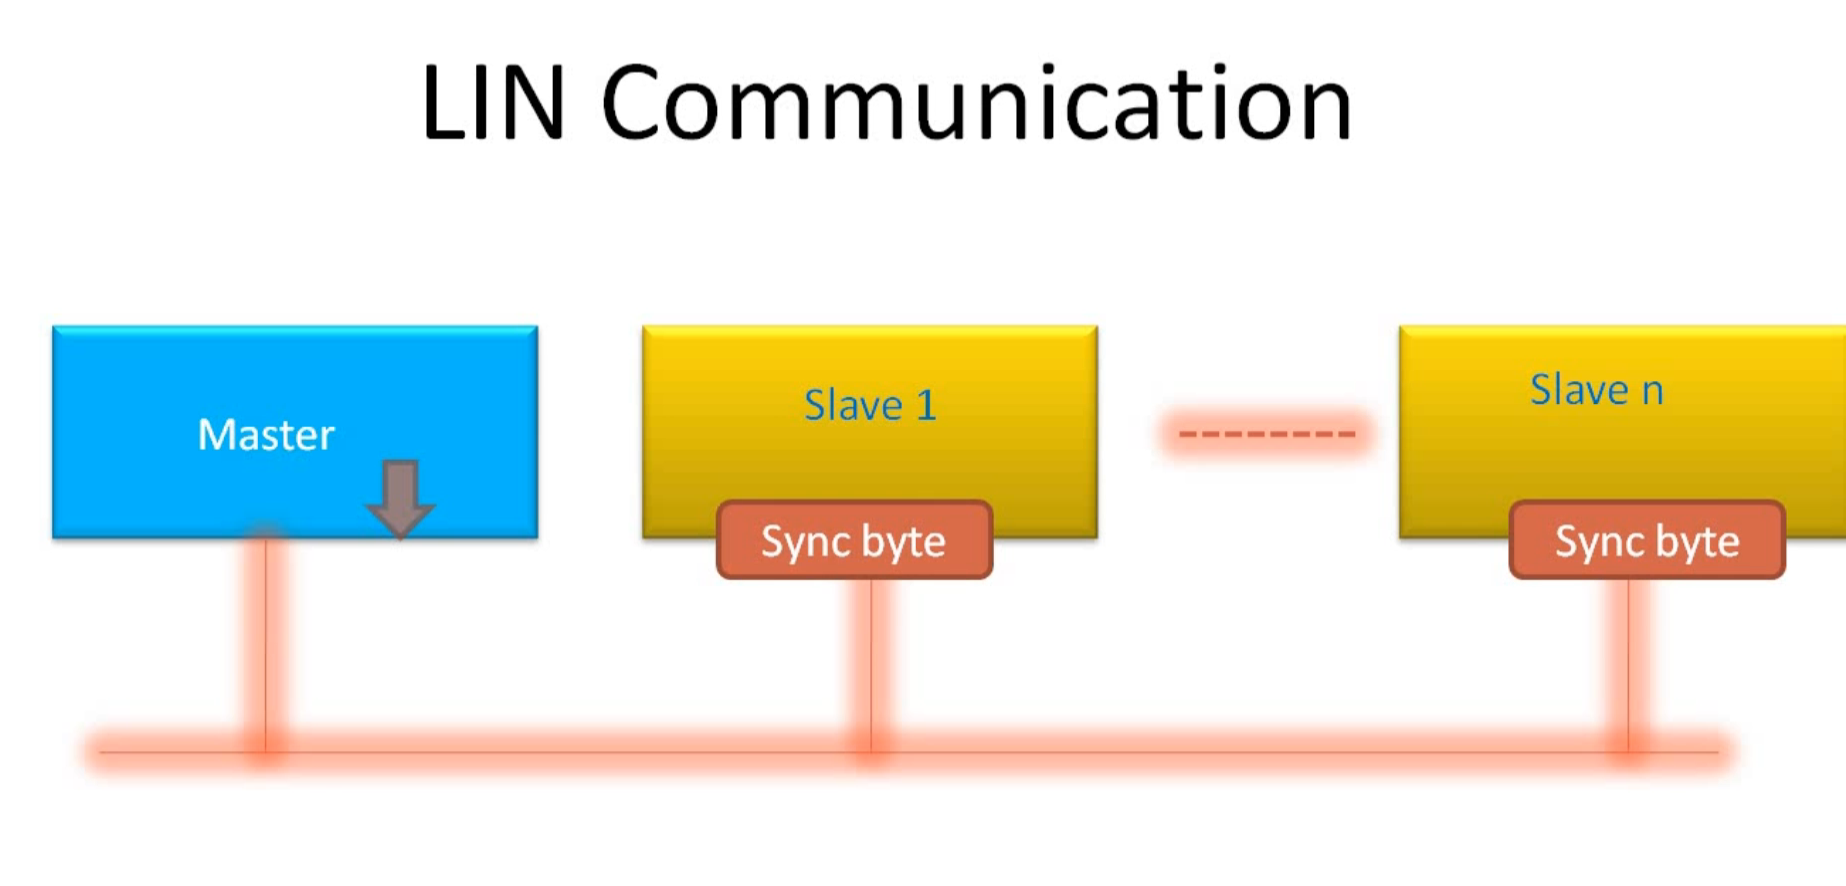 LIN Communication
Master
Slave 1
Slave n
Sync byte
Sync byte